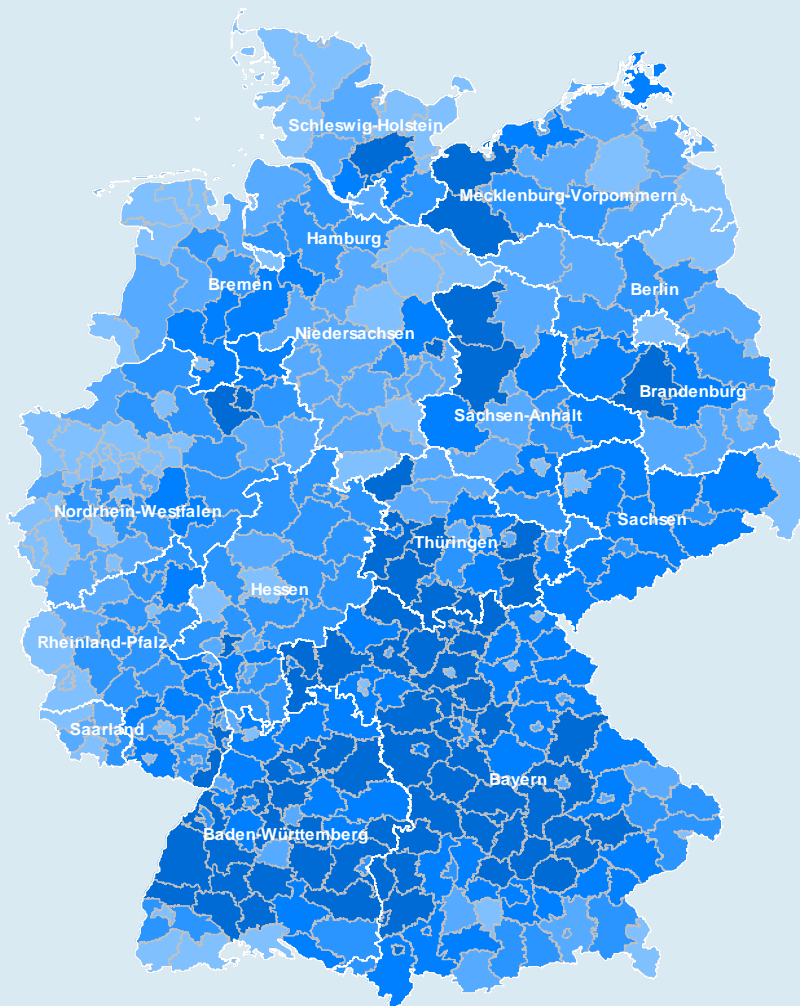 Schleswig-Holstein
Mecklenburg-Vorpommern
Hamburg
Bremen
Berlin
Niedersachsen
Brandenburg
Sachsen-Anhalt
Nordrhein-Westfalen
Sachsen
Thüringen
Hessen
Rheinland-Pfalz
Saarland
Bayern
Baden-Württemberg